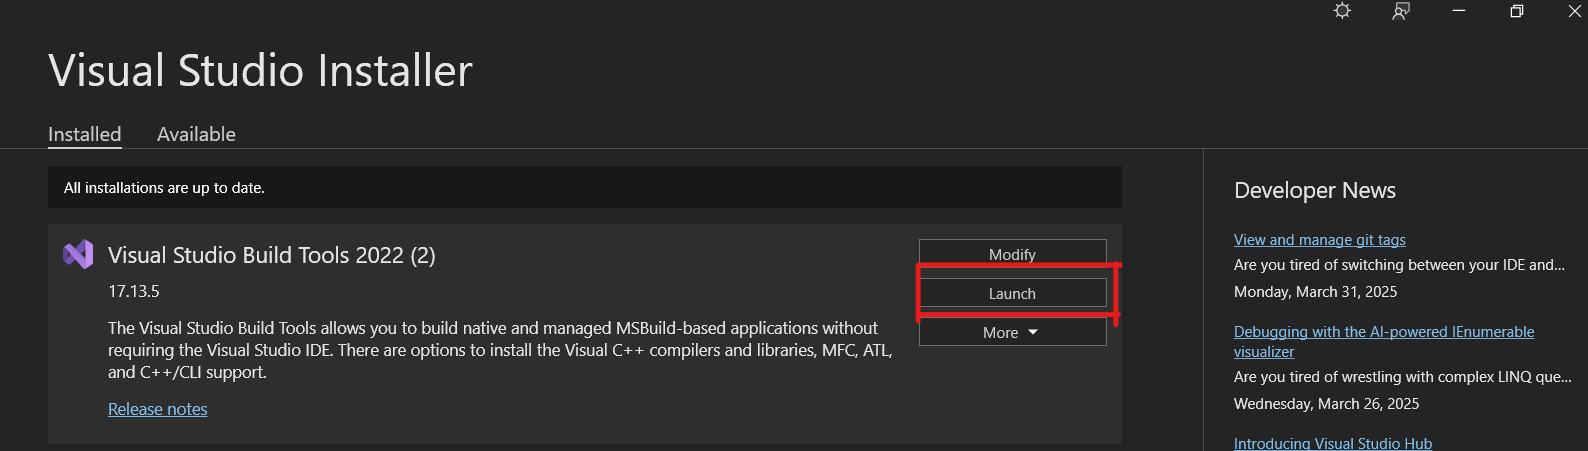 Visual Studio Installer
Installed
Available
All installations are up to date.
Visual Studio Build Tools 2022 (2)
17.13.5
The Visual Studio Build Tools allows you to build native and managed MSBuild-based applications without
requiring the Visual Studio IDE. There are options to install the Visual C++ compilers and libraries, MFC, ATL,
and C++/CLI support.
Release notes
Modify
Launch
More
Developer News
View and manage git tags
Are you tired of switching between your IDE and...
Monday, March 31, 2025
Debugging with the AI-powered IEnumerable
visualizer
Are you tired of wrestling with complex LINQ que...
Wednesday, March 26, 2025
Introducing Visual Studio Hub